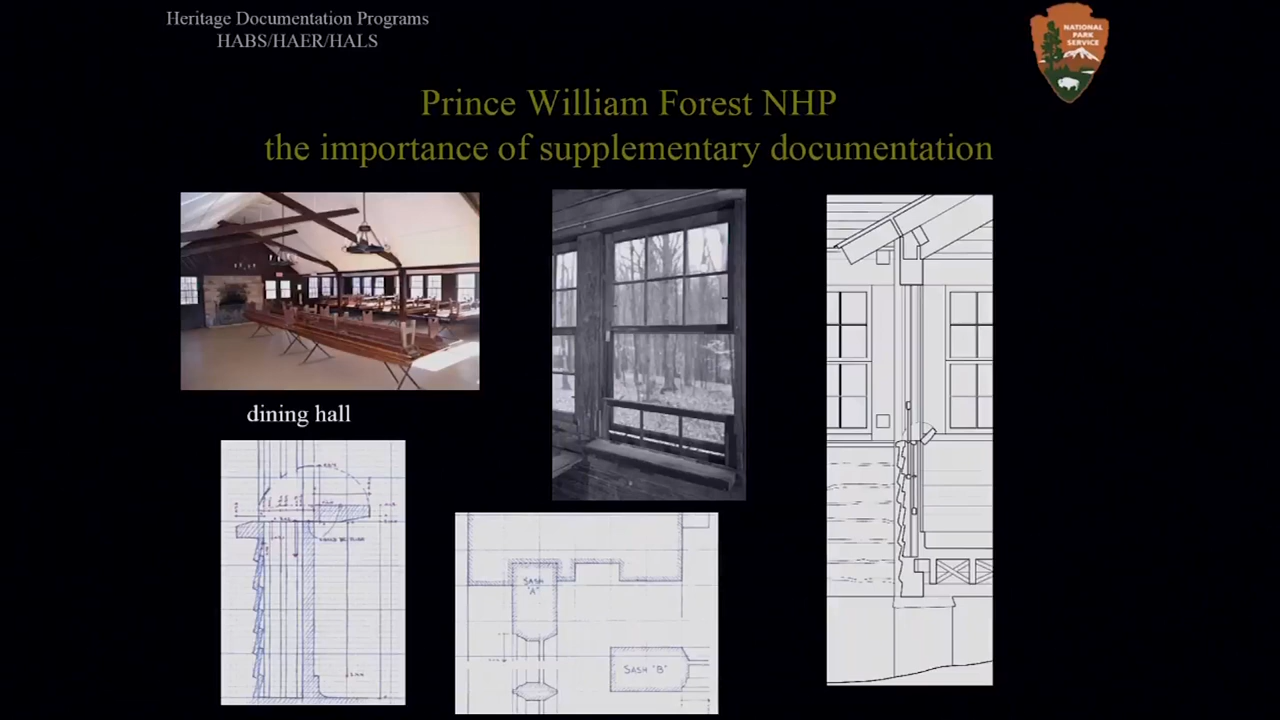 Heritage Documentation Programs
HABS/HAER/HALS
NATIONAL
PARK
SERVICE
Prince William Forest NHP
the importance of supplementary documentation
dining hall
SASH
"A"
SASH "B"